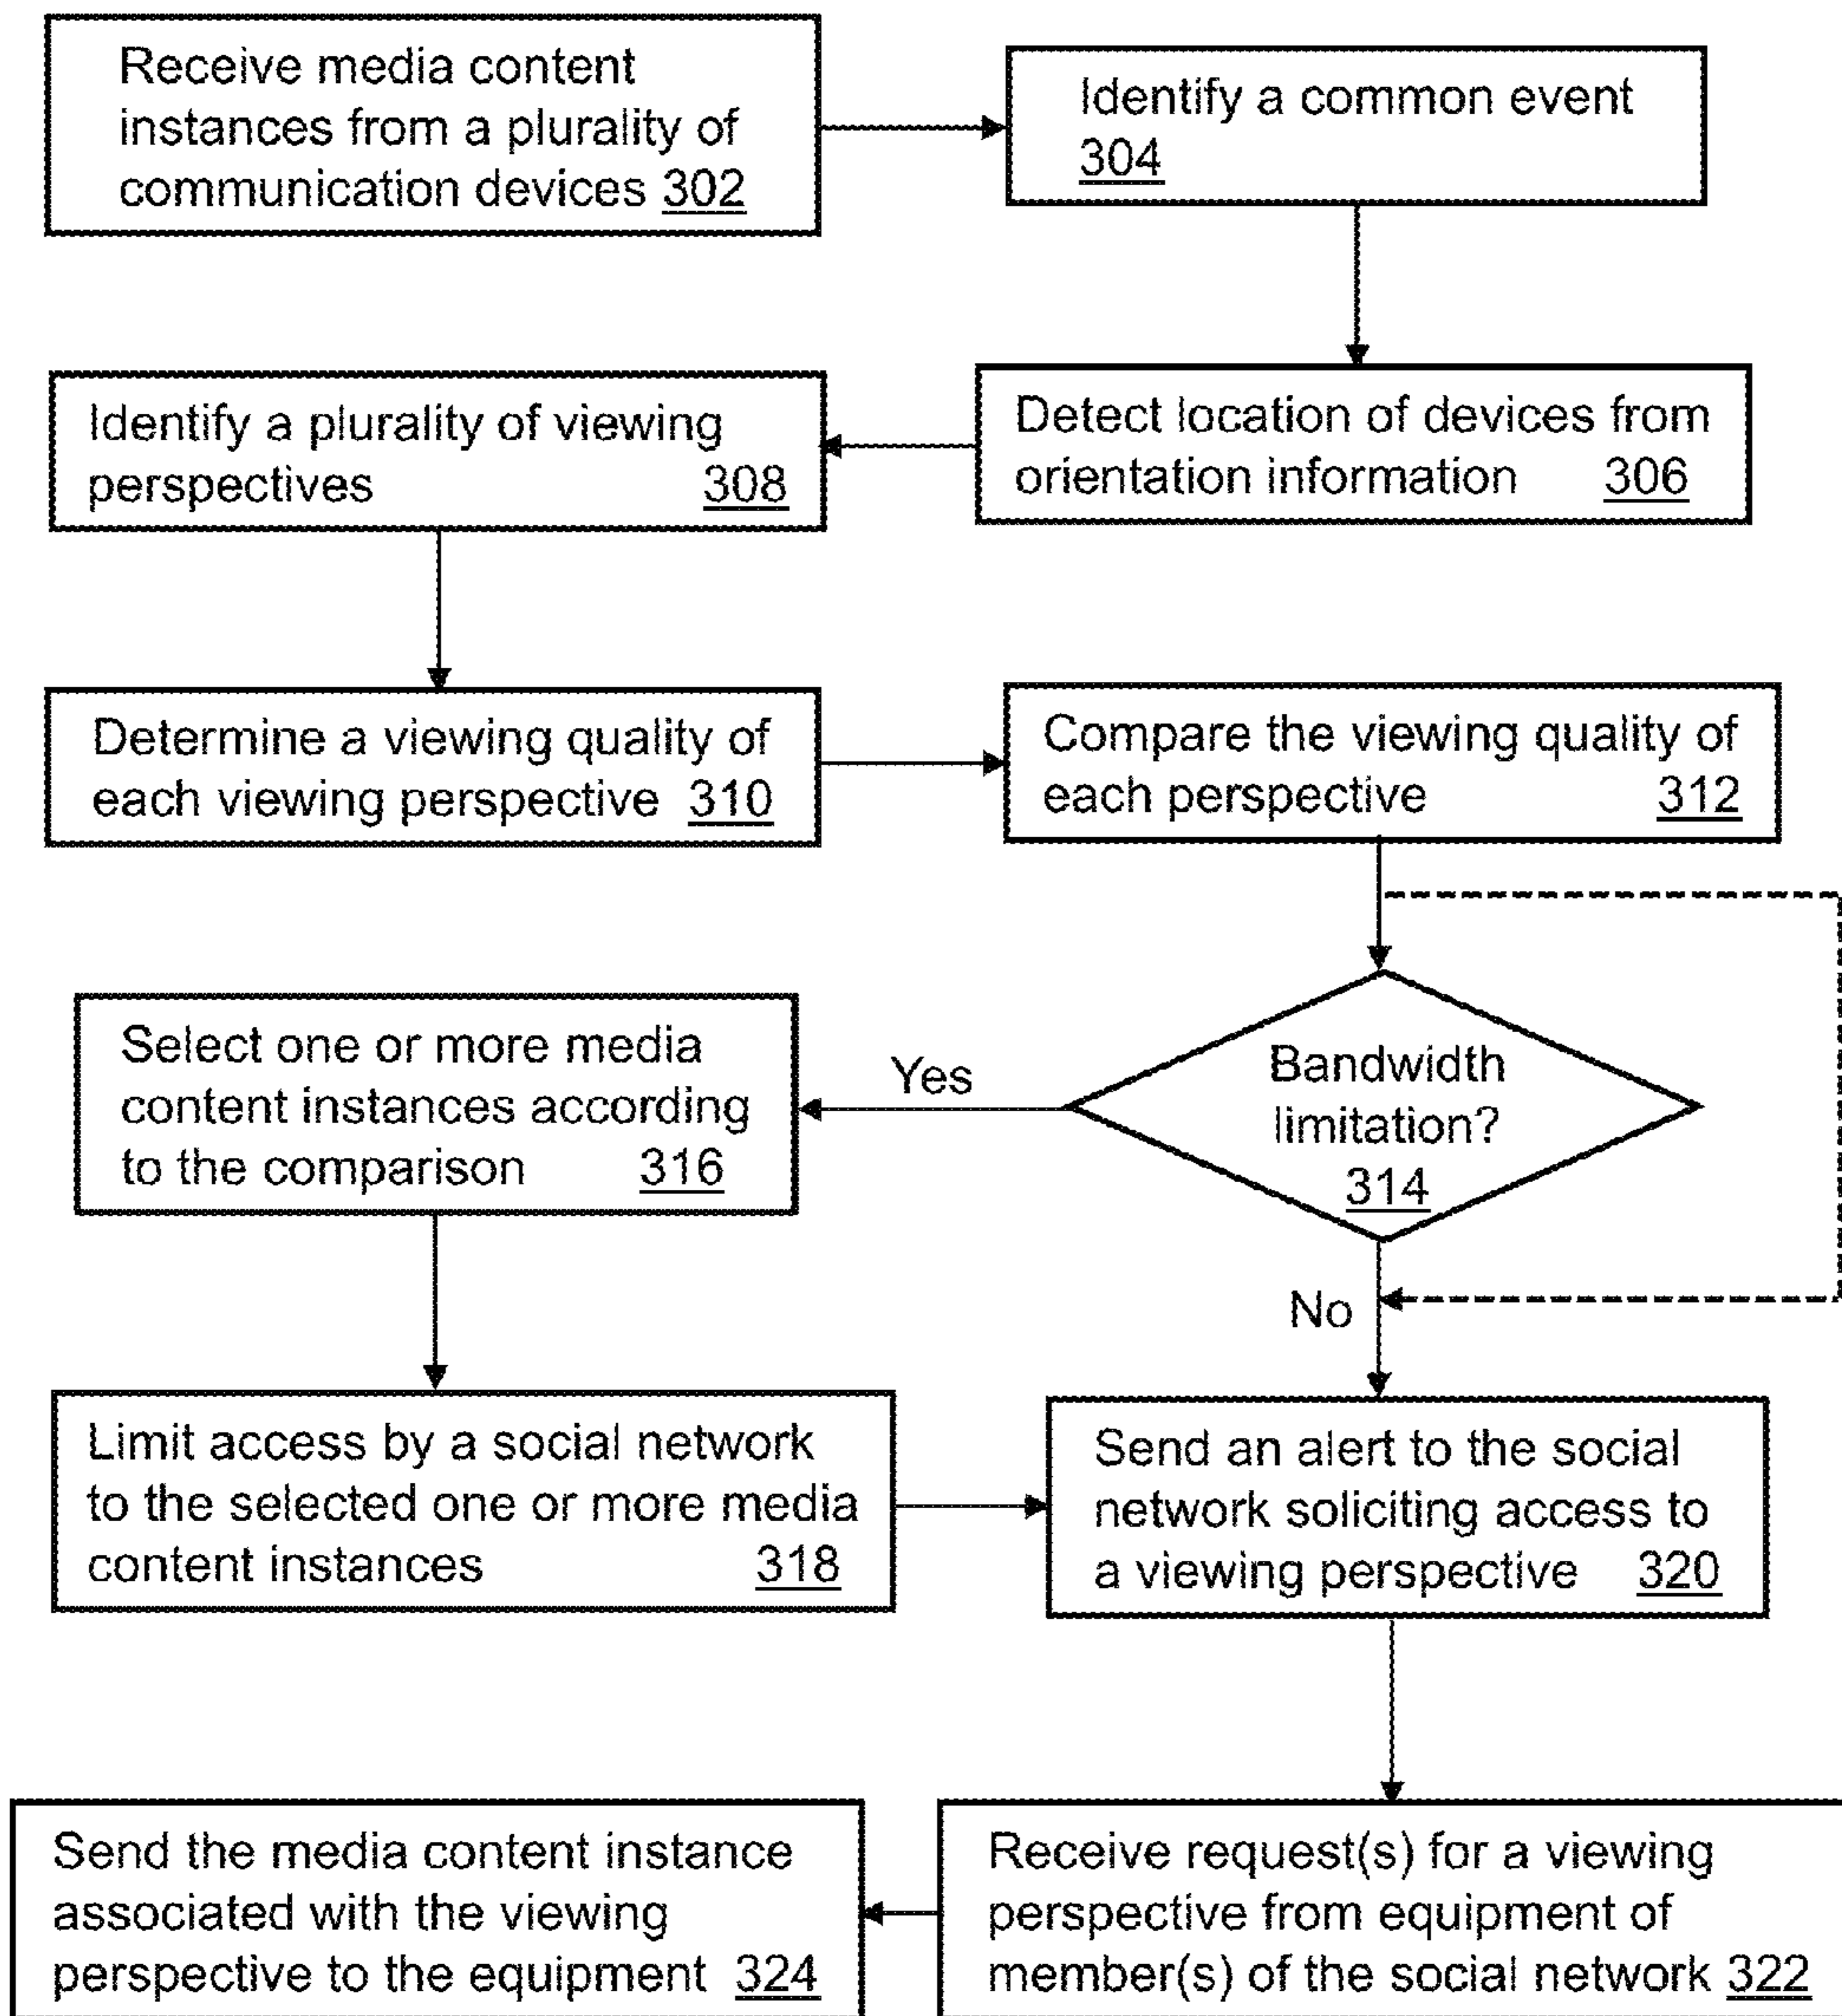 Receive media content
instances from a plurality of
communication devices 302
Identify a common event
304
Detect location of devices from
orientation information 306
Identify a plurality of viewing
perspectives 308
Determine a viewing quality of
each viewing perspective 310
Compare the viewing quality of
each perspective 312
Bandwidth
limitation?
314
Yes
Select one or more media
content instances according
to the comparison 316
No
Limit access by a social network
to the selected one or more media
content instances 318
Send an alert to the social
network soliciting access to
a viewing perspective 320
Receive request(s) for a viewing
perspective from equipment of
member(s) of the social network 322
Send the media content instance
associated with the viewing
perspective to the equipment 324